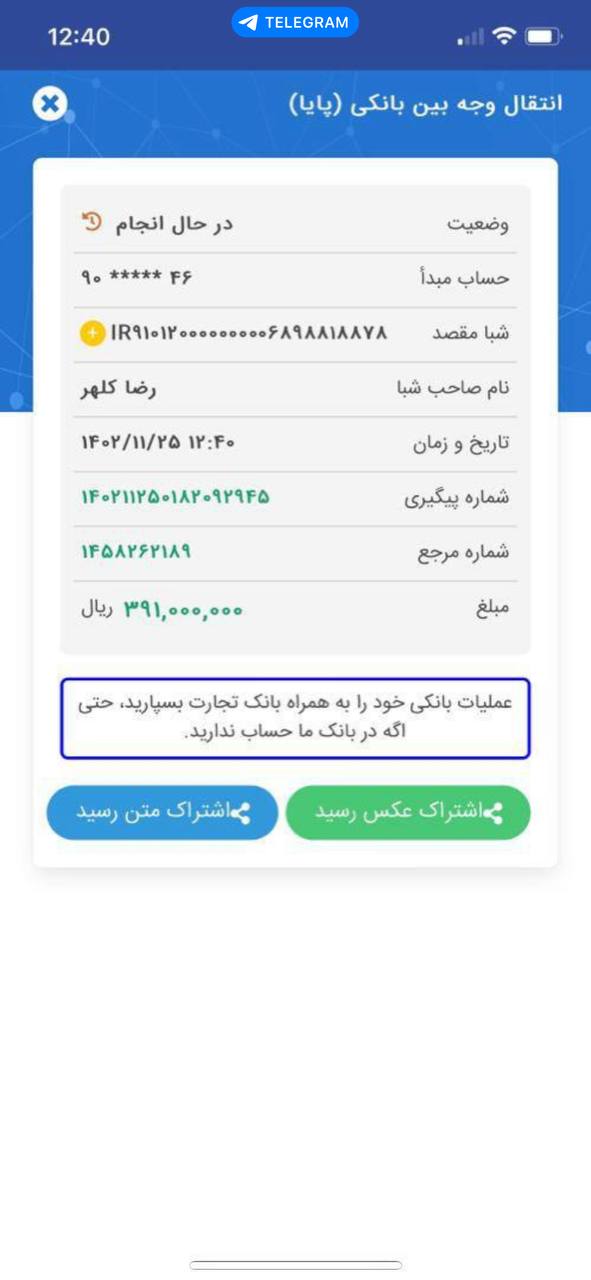 12:40
TELEGRAM
انتقال وجه بین بانکی (پایا)
وضعیت در حال انجام
حساب مبدأ ۹۰ ***** ۴۶
شبا مقصد IR۹۱۰۱۲۰۰۰۰۰۰۰۰۰۰۶۸۹۸۸۱۸۸۷۸
نام صاحب شبا رضا کلهر
تاریخ و زمان ۱۴۰۲/۱۱/۲۵ ۱۲:۴۰
شماره پیگیری ۱۴۰۲۱۱۲۵۰۱۸۲۰۹۲۹۴۵
شماره مرجع ۱۴۵۸۲۶۲۱۸۹
مبلغ ۳۹۱,۰۰۰,۰۰۰ ریال
عملیات بانکی خود را به همراه بانک تجارت بسپارید، حتی
اگه در بانک ما حساب ندارید.
اشتراک عکس رسید
اشتراک متن رسید